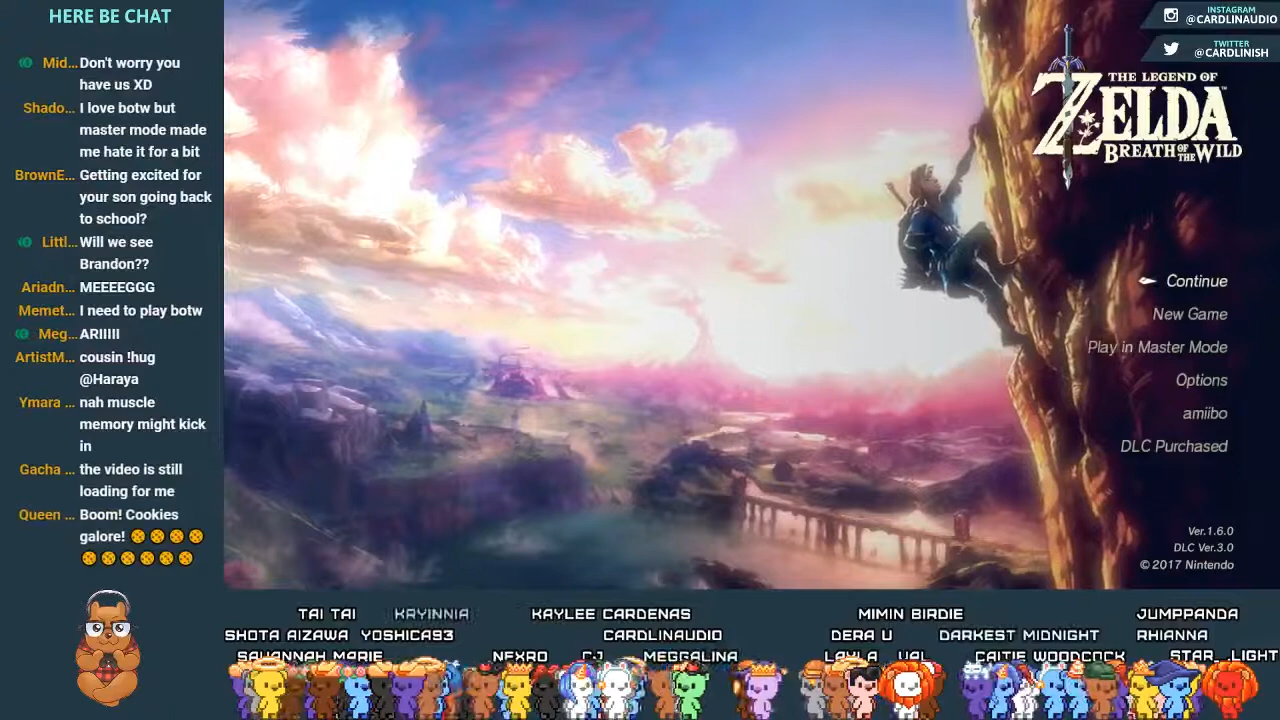 HERE BE CHAT
Mid... Don't worry you
have us XD
Shado... I love botw but
master mode made
me hate it for a bit
BrownE... Getting excited for
your son going back
to school?
Littl... Will we see
Brandon??
Ariadn... MEEEEGGG
Memet... I need to play botw
Meg... ARIIIII
ArtistM... cousin !hug
@Haraya
Ymara ... nah muscle
memory might kick
in
Gacha ... the video is still
loading for me
Queen ... Boom! Cookies
galore!
INSTAGRAM
@CARDLINAUDIO
TWITTER
@CARDLINISH
THE LEGEND OF
ZELDA
BREATH OF THE WILD
Continue
New Game
Play in Master Mode
Options
amiibo
DLC Purchased
Ver.1.6.0
DLC Ver.3.0
© 2017 Nintendo
TAI TAI KRYINNIA KAYLEE CARDENAS MIMIN BIRDIE JUMPPANDA
SHOTA AIZAWA YOSHICA93 CARDLINAUDIO DERA U DARKEST MIDNIGHT RHIANNA
SAVANNAH MARIE NEXRO CJ MEGGALINA LAYLA VAL CAITIE WOODCOCK STAR__LIGHT